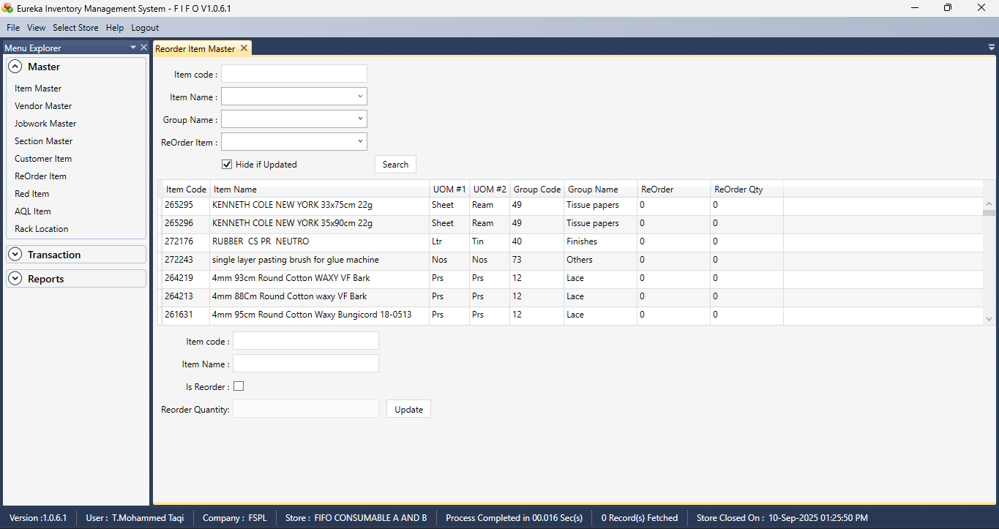 Eureka Inventory Management System - F I F O V1.0.6.1
File View Select Store Help Logout
Menu Explorer
Master
Item Master
Vendor Master
Jobwork Master
Section Master
Customer Item
ReOrder Item
Red Item
AQL Item
Rack Location
Transaction
Reports
Reorder Item Master
Item code :
Item Name :
Group Name :
ReOrder Item :
Hide if Updated Search
Item Code Item Name UOM #1 UOM #2 Group Code Group Name ReOrder ReOrder Qty
265295 KENNETH COLE NEW YORK 33x75cm 22g Sheet Ream 49 Tissue papers 0 0
265296 KENNETH COLE NEW YORK 35x90cm 22g Sheet Ream 49 Tissue papers 0 0
272176 RUBBER CS PR NEUTRO Ltr Tin 40 Finishes 0 0
272243 single layer pasting brush for glue machine Nos Nos 73 Others 0 0
264219 4mm 93cm Round Cotton WAXY VF Bark Prs Prs 12 Lace 0 0
264213 4mm 88Cm Round Cotton waxy VF Bark Prs Prs 12 Lace 0 0
261631 4mm 95cm Round Cotton Waxy Bungicord 18-0513 Prs Prs 12 Lace 0 0
Item code :
Item Name :
Is Reorder :
Reorder Quantity: Update
Version :1.0.6.1 User : T.Mohammed Taqi Company : FSPL Store : FIFO CONSUMABLE A AND B Process Completed in 00.016 Sec(s) 0 Record(s) Fetched Store Closed On : 10-Sep-2025 01:25:50 PM